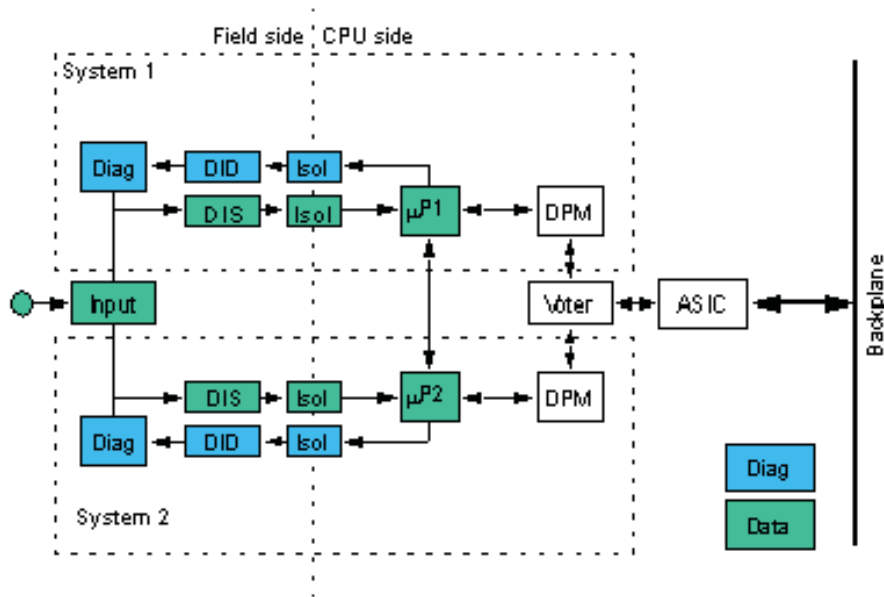 Field side
CPU side
System 1
Diag
DID
Isol
DIS
Isol
µP1
DPM
Input
Voter
ASIC
Backplane
DIS
Isol
µP2
DPM
Diag
DID
Isol
System 2
Diag
Data